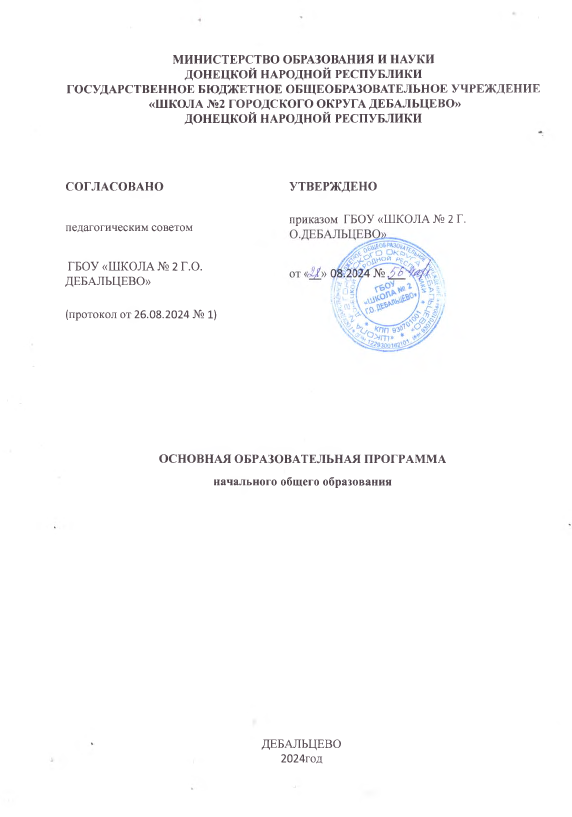 МИНИСТЕРСТВО ОБРАЗОВАНИЯ И НАУКИ
ДОНЕЦКОЙ НАРОДНОЙ РЕСПУБЛИКИ
ГОСУДАРСТВЕННОЕ БЮДЖЕТНОЕ ОБЩЕОБРАЗОВАТЕЛЬНОЕ УЧРЕЖДЕНИЕ
«ШКОЛА №2 ГОРОДСКОГО ОКРУГА ДЕБАЛЬЦЕВО»
ДОНЕЦКОЙ НАРОДНОЙ РЕСПУБЛИКИ
СОГЛАСОВАНО
педагогическим советом
ГБОУ «ШКОЛА № 2 Г.О.
ДЕБАЛЬЦЕВО»
(протокол от 26.08.2024 № 1)
УТВЕРЖДЕНО
приказом ГБОУ «ШКОЛА № 2 Г.
О.ДЕБАЛЬЦЕВО»
от « » 08.2024 №
ГБОУ
«ШКОЛА № 2
Г.О. ДЕБАЛЬЦЕВО»
ОСНОВНАЯ ОБРАЗОВАТЕЛЬНАЯ ПРОГРАММА
начального общего образования
ДЕБАЛЬЦЕВО
2024год